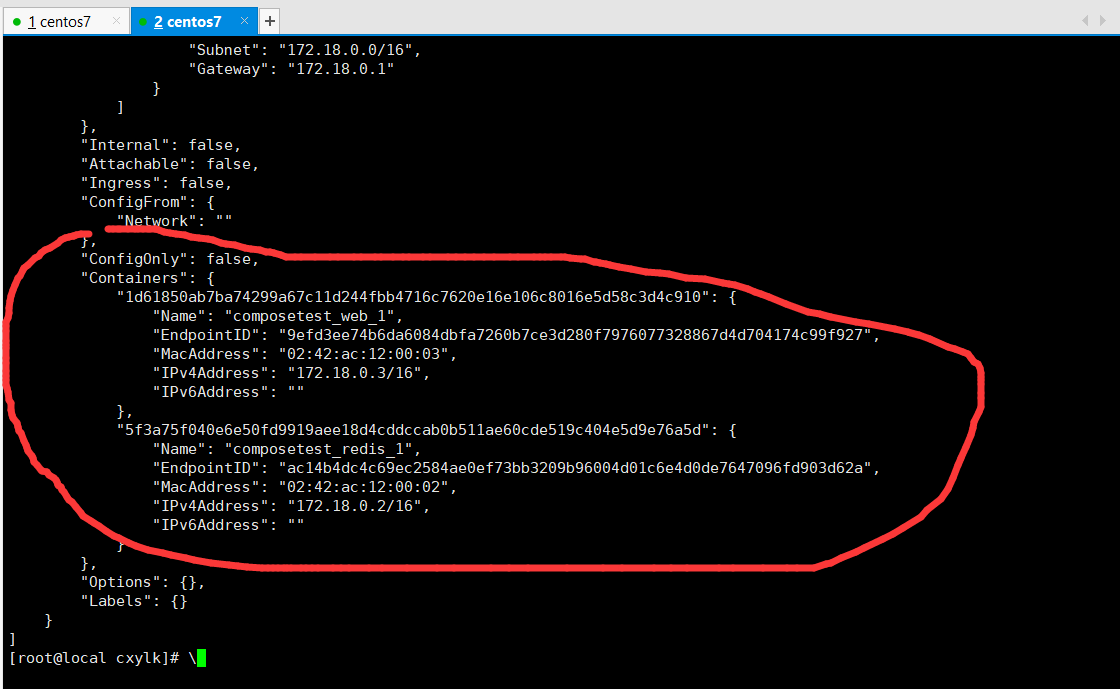 1 centos7
2 centos7
"Subnet": "172.18.0.0/16",
"Gateway": "172.18.0.1"
}
]
},
"Internal": false,
"Attachable": false,
"Ingress": false,
"ConfigFrom": {
"Network": ""
},
"ConfigOnly": false,
"Containers": {
"1d61850ab7ba74299a67c11d244fbb4716c7620e16e106c8016e5d58c3d4c910": {
"Name": "composetest_web_1",
"EndpointID": "9efd3ee74b6da6084dbfa7260b7ce3d280f7976077328867d4d704174c99f927",
"MacAddress": "02:42:ac:12:00:03",
"IPv4Address": "172.18.0.3/16",
"IPv6Address": ""
},
"5f3a75f040e6e50fd9919aee18d4cddccab0b511ae60cde519c404e5d9e76a5d": {
"Name": "composetest_redis_1",
"EndpointID": "ac14b4dc4c69ec2584ae0ef73bb3209b96004d01c6e4d0de7647096fd903d62a",
"MacAddress": "02:42:ac:12:00:02",
"IPv4Address": "172.18.0.2/16",
"IPv6Address": ""
}
},
"Options": {},
"Labels": {}
}
]
[root@local cxylk]# \